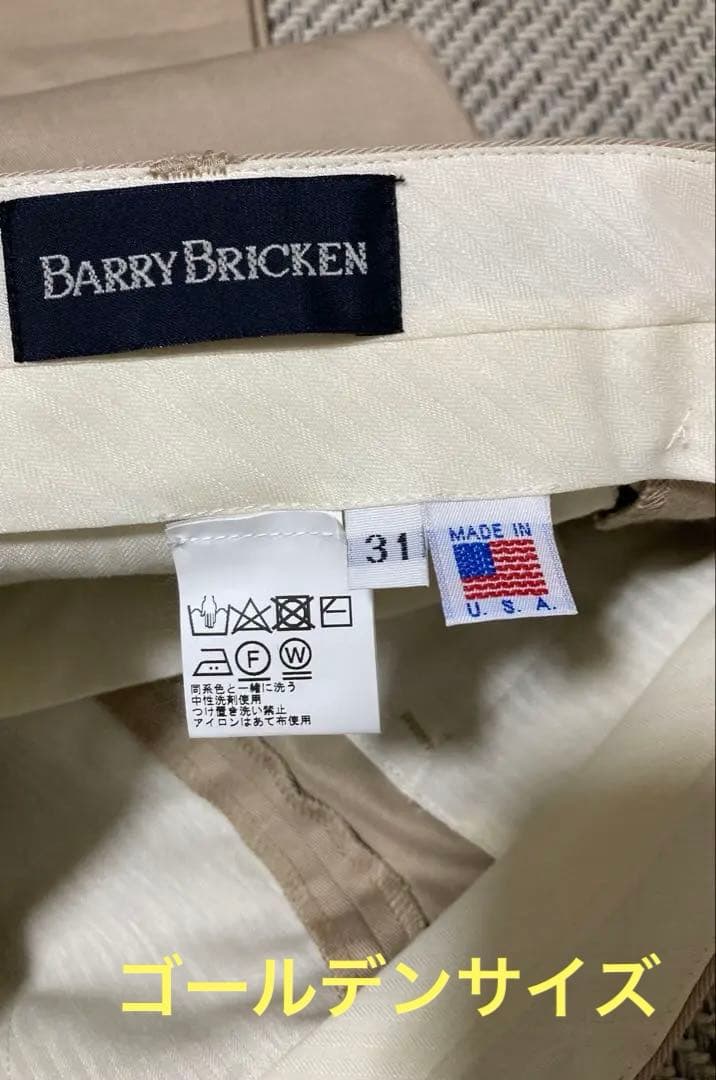 BARRY BRICKEN
31
MADE IN
U. S. A.
F
W
同系色と一緒に洗う
中性洗剤使用
つけ置き洗い禁止
アイロンはあて布使用
ゴールデンサイズ